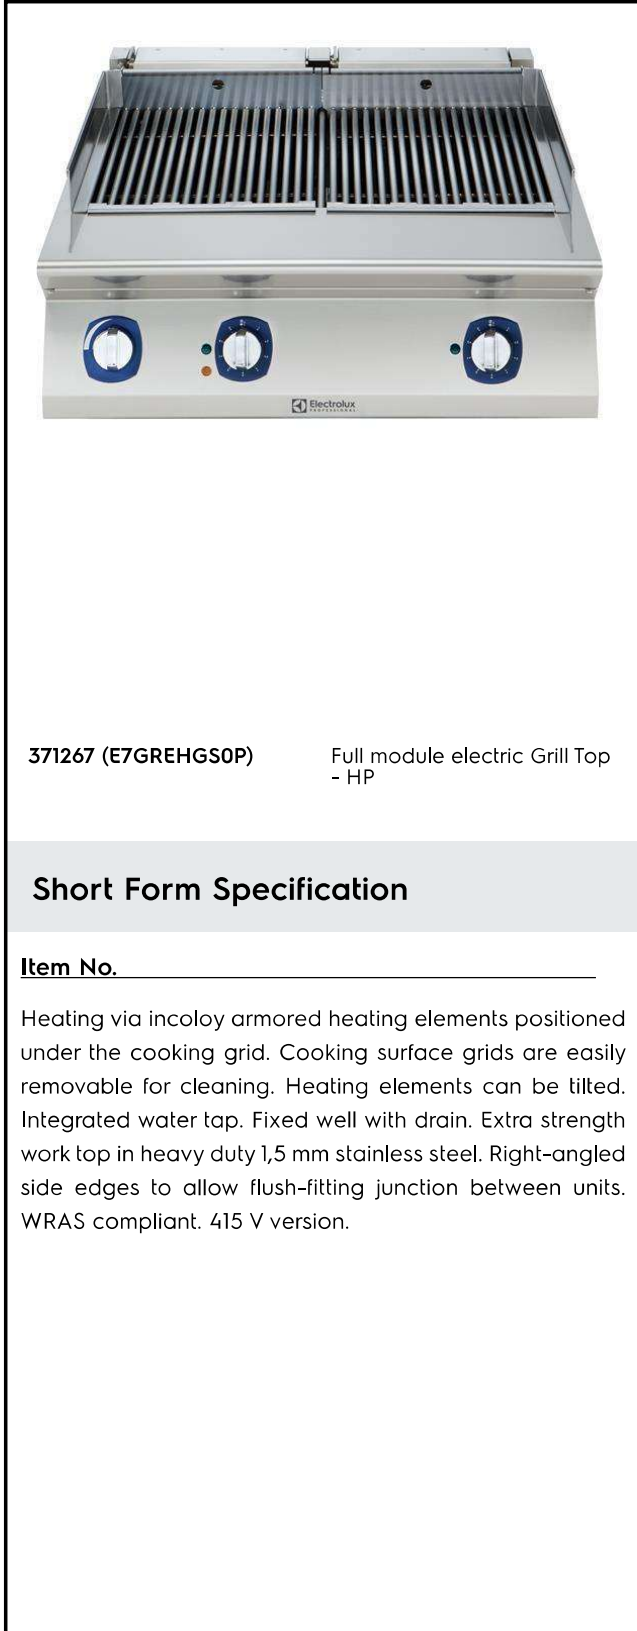 Electrolux
PROFESSIONAL
371267 (E7GREHGS0P)
Full module electric Grill Top
- HP
Short Form Specification
Item No.
Heating via incoloy armored heating elements positioned
under the cooking grid. Cooking surface grids are easily
removable for cleaning. Heating elements can be tilted.
Integrated water tap. Fixed well with drain. Extra strength
work top in heavy duty 1,5 mm stainless steel. Right-angled
side edges to allow flush-fitting junction between units.
WRAS compliant. 415 V version.